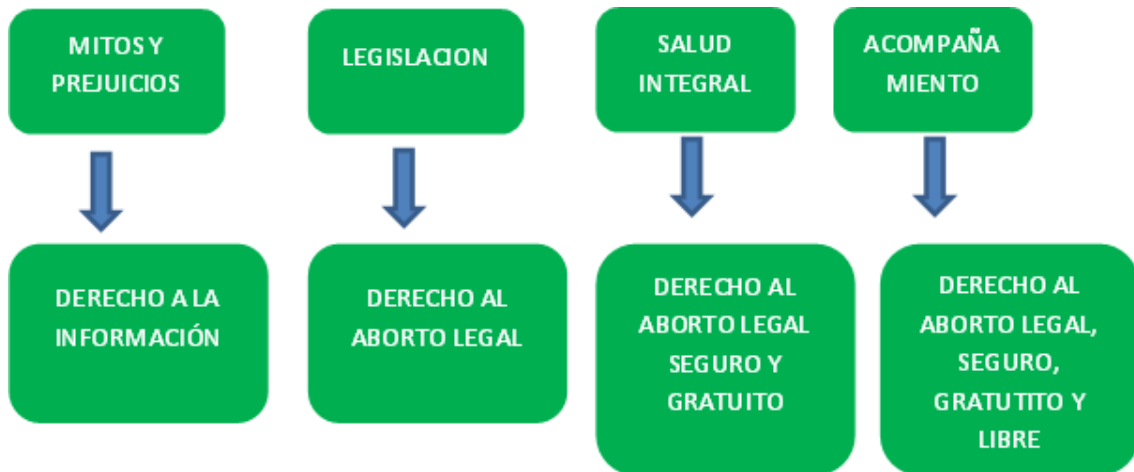 MITOS Y
PREJUICIOS
LEGISLACION
SALUD
INTEGRAL
ACOMPAÑA
MIENTO
DERECHO A LA
INFORMACIÓN
DERECHO AL
ABORTO LEGAL
DERECHO AL
ABORTO LEGAL
SEGURO Y
GRATUITO
DERECHO AL
ABORTO LEGAL,
SEGURO,
GRATUTITO Y
LIBRE